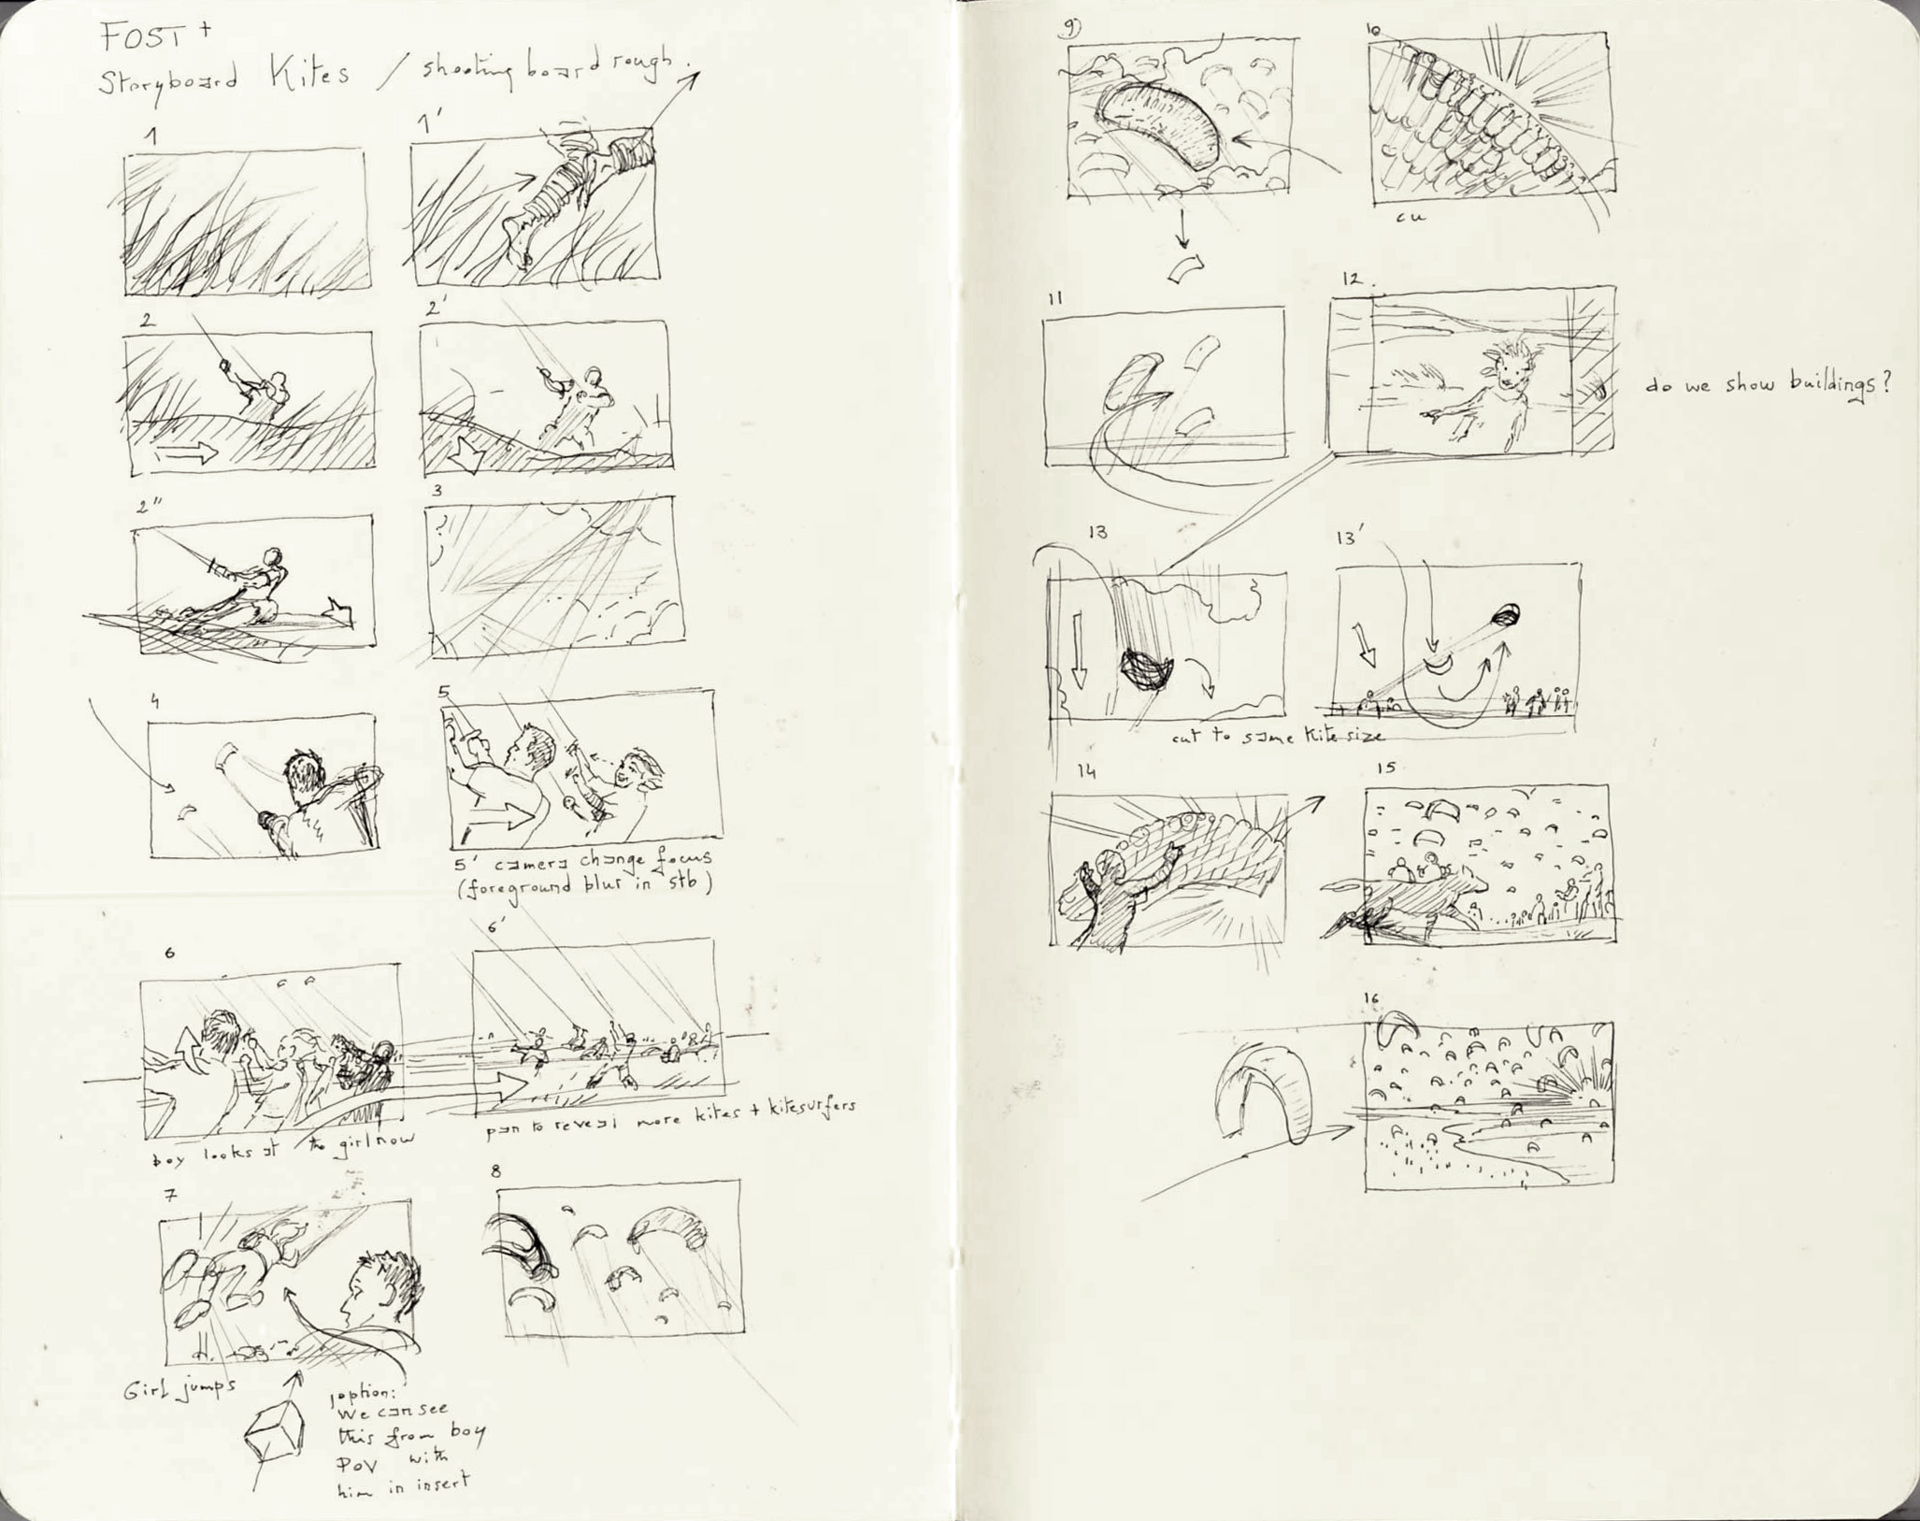 FOST +
Storyboard Kites / shooting board rough.
1
1'
2
2'
2"
3
4
5
5' camera change focus
(foreground blur in stb)
6
6'
boy looks at the girl now
pan to reveal more kites + kitesurfers
7
8
Girl jumps
option:
We can see
this from boy
POV with
him in insert
9)
10
cu
11
12.
do we show buildings?
13
13'
cut to same kite size
14
15
16